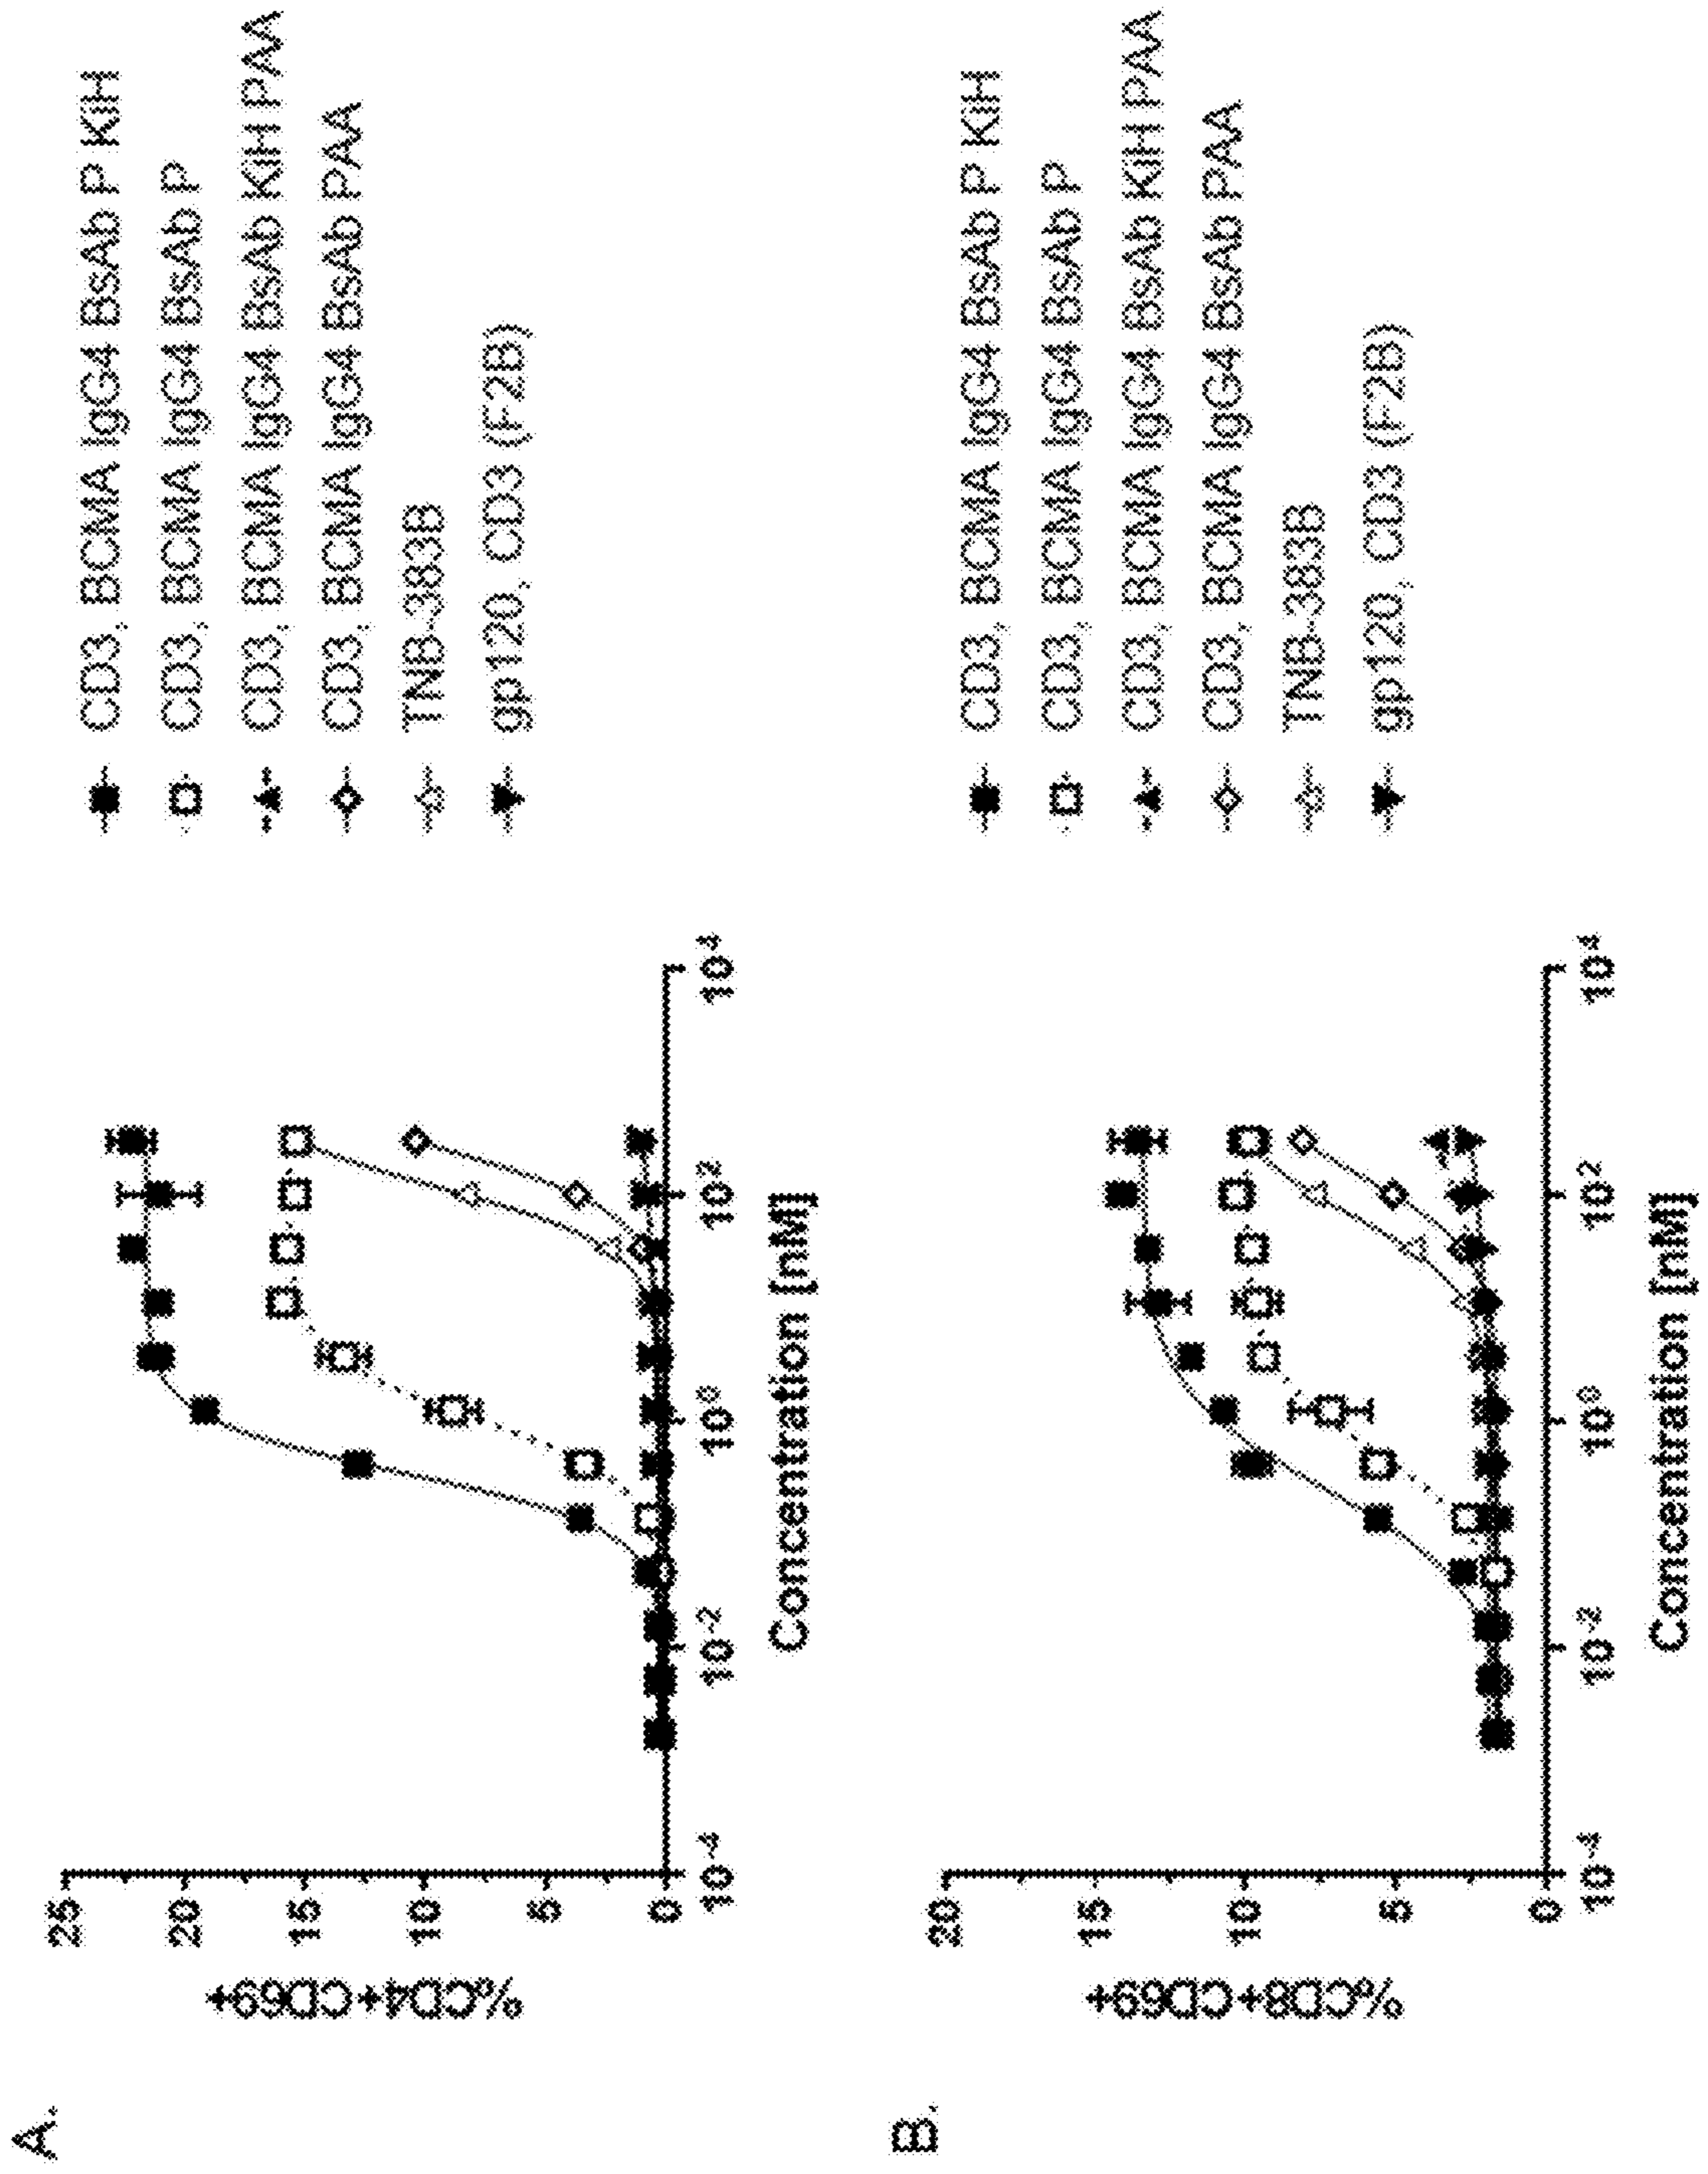 A.
%CD4+CD69+
25
20
15
10
5
0
10-4
10-2
100
102
104
Concentration [nM]
CD3, BCMA IgG4 BsAb P KiH
CD3, BCMA IgG4 BsAb P
CD3, BCMA IgG4 BsAb KiH PAA
CD3, BCMA IgG4 BsAb PAA
TNB-383B
gp120, CD3 (F2B)
B.
%CD8+CD69+
20
15
10
5
0
10-4
10-2
100
102
104
Concentration [nM]
CD3, BCMA IgG4 BsAb P KiH
CD3, BCMA IgG4 BsAb P
CD3, BCMA IgG4 BsAb KiH PAA
CD3, BCMA IgG4 BsAb PAA
TNB-383B
gp120, CD3 (F2B)